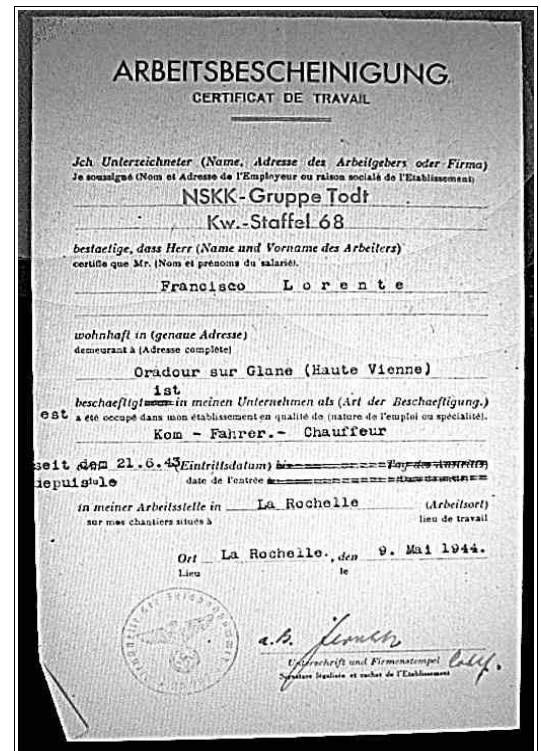 ARBEITSBESCHEINIGUNG
CERTIFICAT DE TRAVAIL
Jch Unterzeichneter (Name, Adresse des Arbeitgebers oder Firma)
Je soussigné (Nom et Adresse de l'Employeur ou raison sociale de l'Etablissement)
NSKK-Gruppe Todt
Kw.-Staffel 68
bestaetige, dass Herr (Name und Vorname des Arbeiters)
certifie que Mr. (Nom et prénoms du salarié).
Francisco Lorente
wohnhaft in (genaue Adresse)
demeurant à (Adresse complète)
Oradour sur Glane (Haute Vienne)
ist
beschaeftigt in meinen Unternehmen als (Art der Beschaeftigung.)
est a été occupé dans mon établissement en qualité de (nature de l'emploi ou spécialité).
Kom - Fahrer.- Chauffeur
seit dem 21.6.43 (Eintrittsdatum)
depuis le date de l'entrée
in meiner Arbeitsstelle in La Rochelle (Arbeitsort)
sur mes chantiers situés à lieu de travail
Ort La Rochelle., den 9. Mai 1944.
Lieu le
a.B.
Unterschrift und Firmenstempel
Signature légalisée et cachet de l'Etablissement